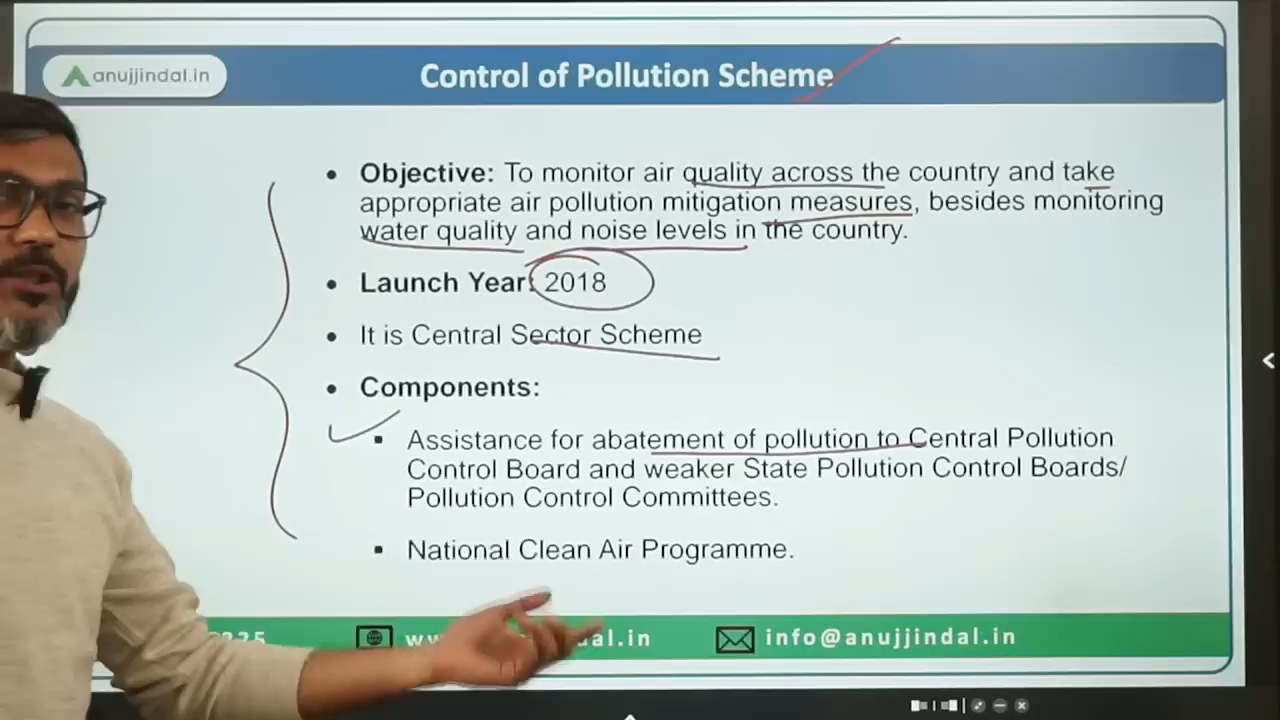 anujjindal.in
Control of Pollution Scheme
• Objective: To monitor air quality across the country and take
appropriate air pollution mitigation measures, besides monitoring
water quality and noise levels in the country.
• Launch Year: 2018
• It is Central Sector Scheme
• Components:
▪ Assistance for abatement of pollution to Central Pollution
Control Board and weaker State Pollution Control Boards/
Pollution Control Committees.
▪ National Clean Air Programme.
info@anujjindal.in